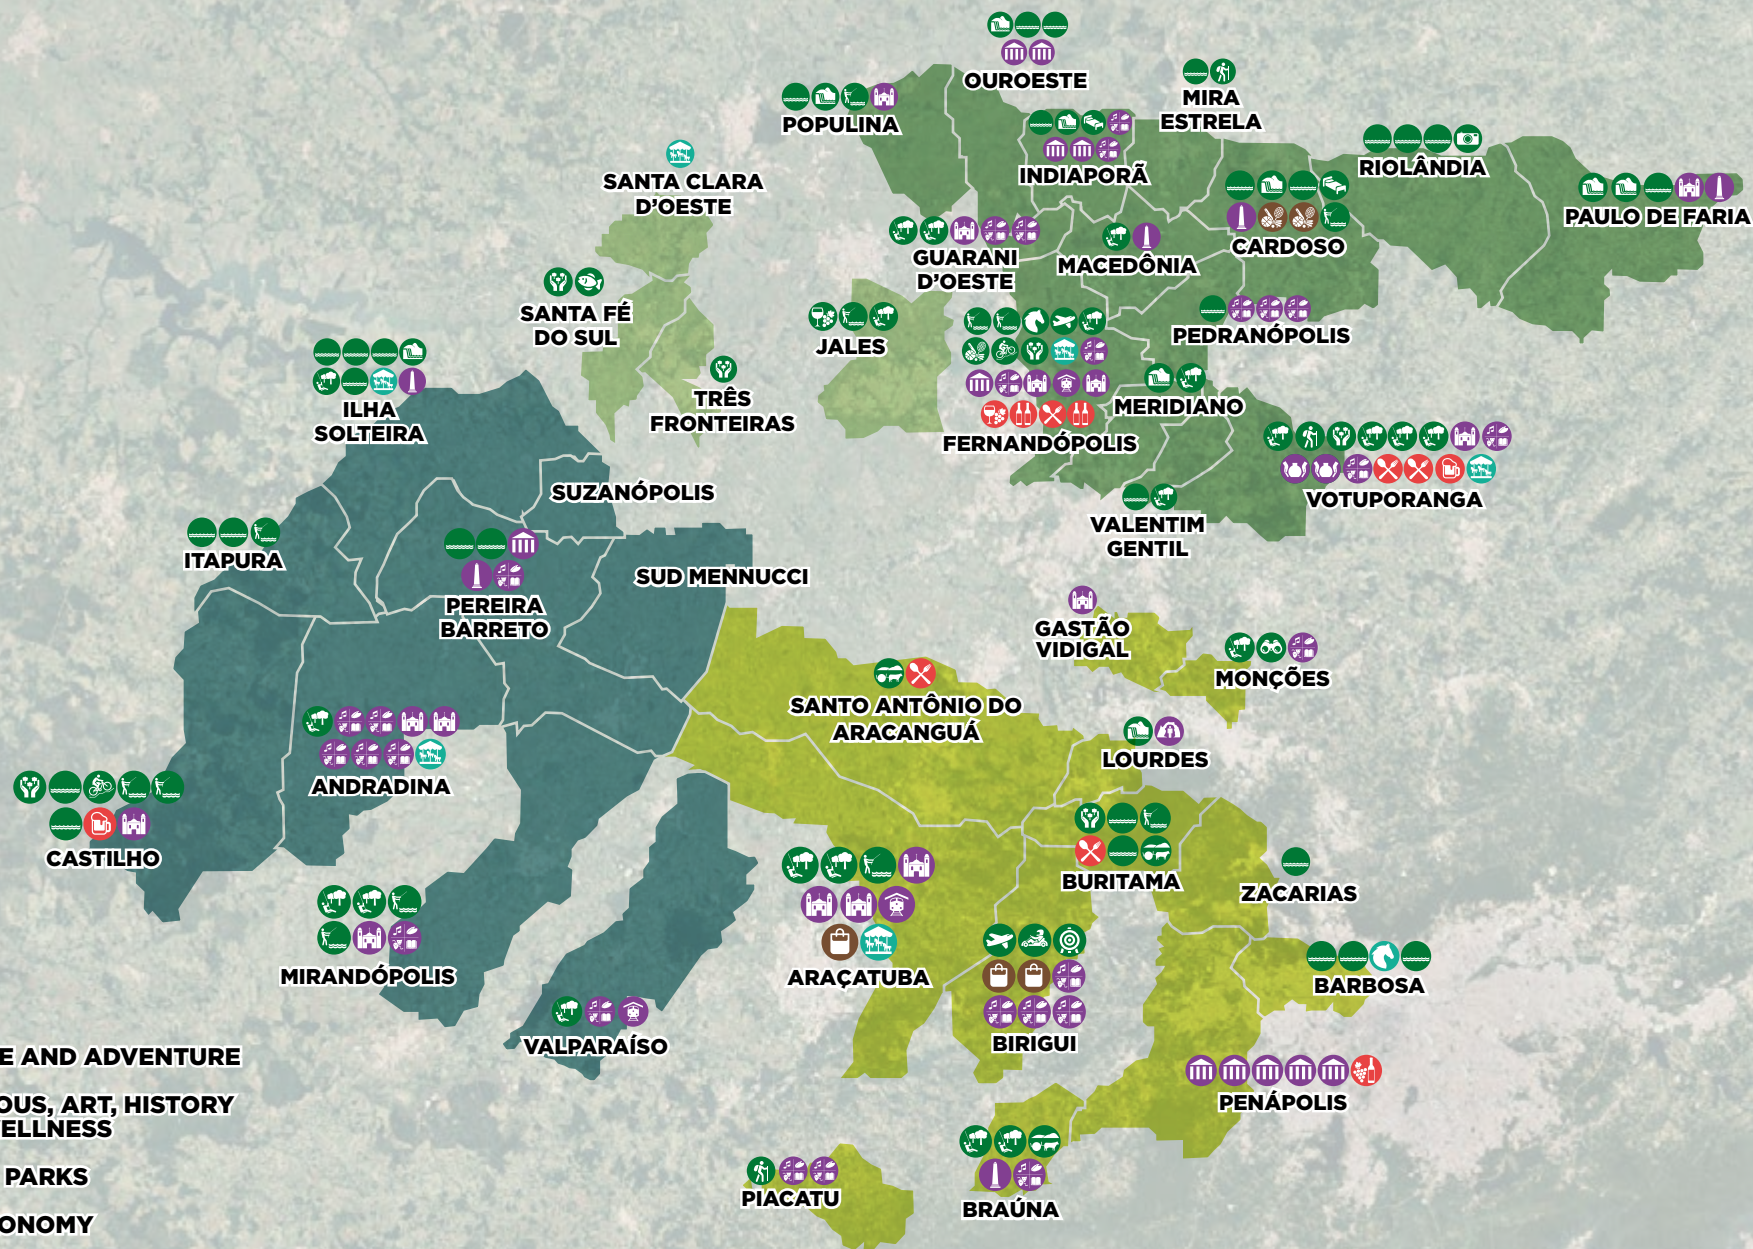 OUROESTE
MIRA
ESTRELA
POPULINA
RIOLÂNDIA
INDIAPORÃ
SANTA CLARA
D'OESTE
PAULO DE FARIA
CARDOSO
GUARANI
D'OESTE
MACEDÔNIA
SANTA FÉ
DO SUL
JALES
PEDRANÓPOLIS
TRÊS
FRONTEIRAS
MERIDIANO
ILHA
SOLTEIRA
FERNANDÓPOLIS
SUZANÓPOLIS
VOTUPORANGA
VALENTIM
GENTIL
ITAPURA
SUD MENNUCCI
PEREIRA
BARRETO
GASTÃO
VIDIGAL
MONÇÕES
SANTO ANTÔNIO DO
ARACANGUÁ
LOURDES
ANDRADINA
CASTILHO
BURITAMA
ZACARIAS
MIRANDÓPOLIS
ARAÇATUBA
BARBOSA
VALPARAÍSO
BIRIGUI
E AND ADVENTURE
OUS, ART, HISTORY
ELLNESS
PENÁPOLIS
PARKS
PIACATU
BRAÚNA
ONOMY